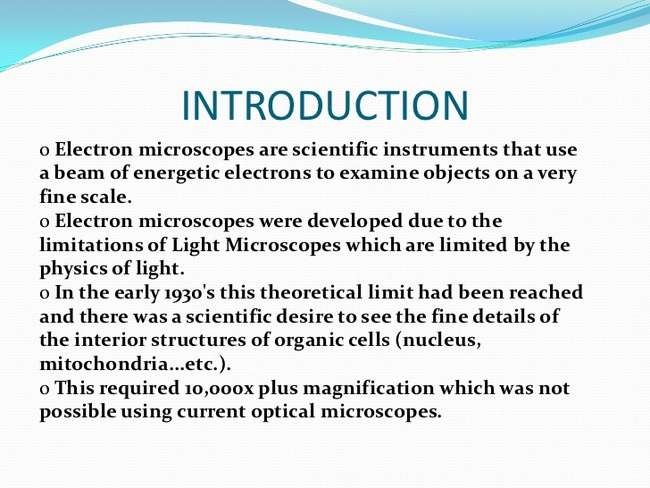 INTRODUCTION
o Electron microscopes are scientific instruments that use
a beam of energetic electrons to examine objects on a very
fine scale.
o Electron microscopes were developed due to the
limitations of Light Microscopes which are limited by the
physics of light.
o In the early 1930's this theoretical limit had been reached
and there was a scientific desire to see the fine details of
the interior structures of organic cells (nucleus,
mitochondria...etc.).
o This required 10,000x plus magnification which was not
possible using current optical microscopes.